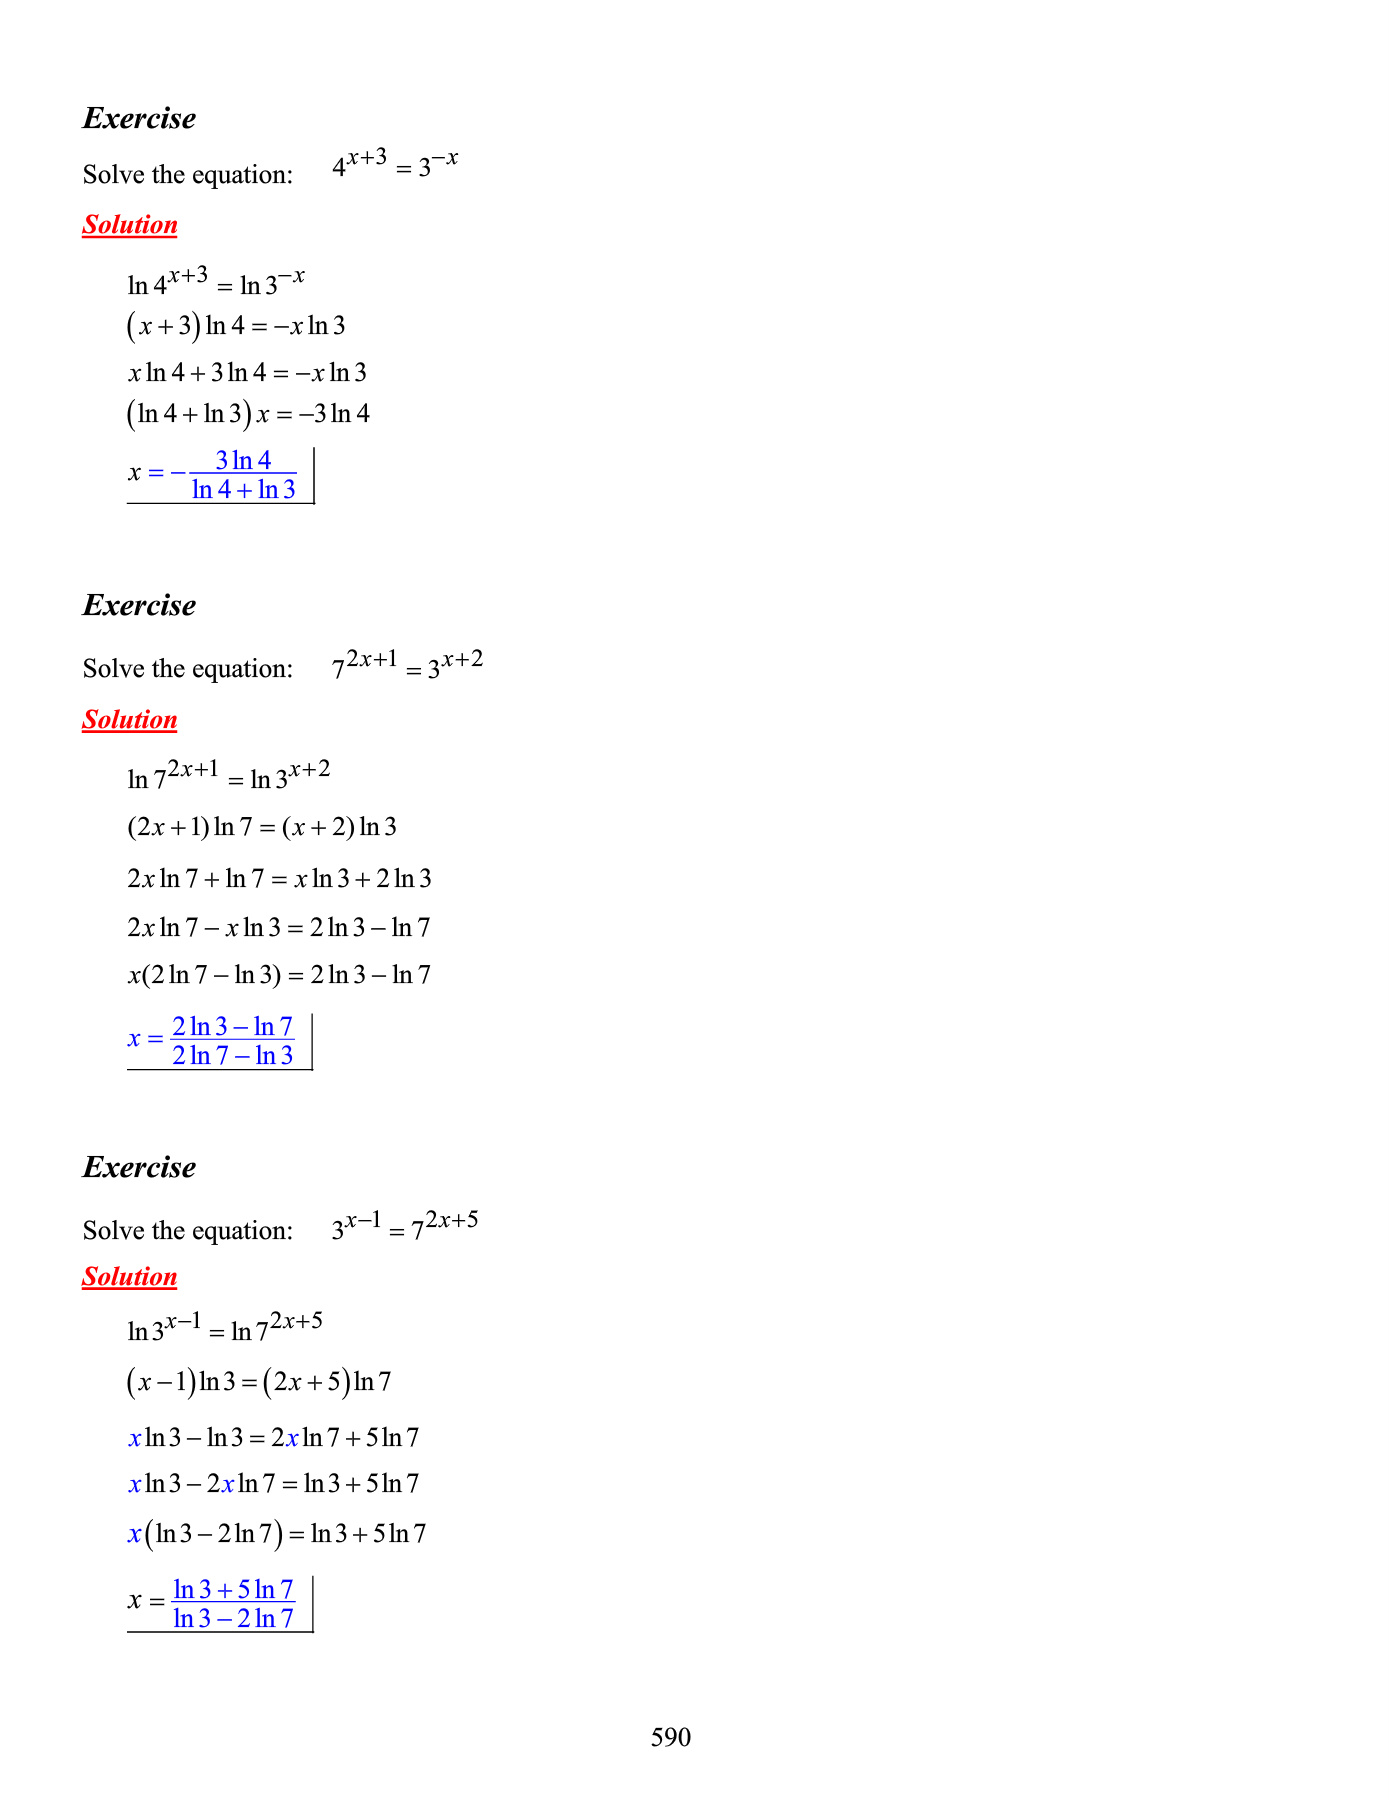 Exercise
Solve the equation: 4^{x+3} = 3^{-x}
Solution
ln 4^{x+3} = ln 3^{-x}
(x + 3) ln 4 = -x ln 3
x ln 4 + 3 ln 4 = -x ln 3
(ln 4 + ln 3) x = -3 ln 4
x = - \frac{3 ln 4}{ln 4 + ln 3}
Exercise
Solve the equation: 7^{2x+1} = 3^{x+2}
Solution
ln 7^{2x+1} = ln 3^{x+2}
(2x + 1) ln 7 = (x + 2) ln 3
2x ln 7 + ln 7 = x ln 3 + 2 ln 3
2x ln 7 - x ln 3 = 2 ln 3 - ln 7
x(2 ln 7 - ln 3) = 2 ln 3 - ln 7
x = \frac{2 ln 3 - ln 7}{2 ln 7 - ln 3}
Exercise
Solve the equation: 3^{x-1} = 7^{2x+5}
Solution
ln 3^{x-1} = ln 7^{2x+5}
(x - 1) ln 3 = (2x + 5) ln 7
x ln 3 - ln 3 = 2x ln 7 + 5 ln 7
x ln 3 - 2x ln 7 = ln 3 + 5 ln 7
x (ln 3 - 2 ln 7) = ln 3 + 5 ln 7
x = \frac{ln 3 + 5 ln 7}{ln 3 - 2 ln 7}
590